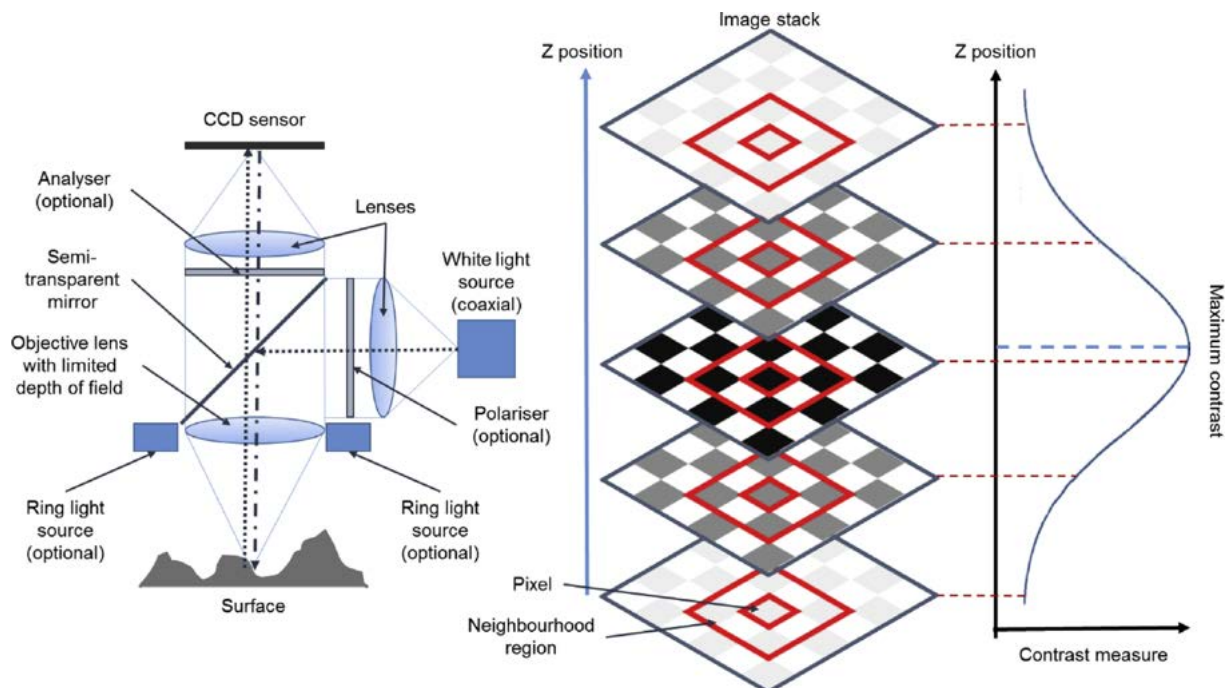 Image stack
Z position
Z position
CCD sensor
Analyser
(optional)
Lenses
Semi-
transparent
mirror
White light
source
(coaxial)
Objective lens
with limited
depth of field
Polariser
(optional)
Ring light
source
(optional)
Ring light
source
(optional)
Surface
Pixel
Neighbourhood
region
Maximum contrast
Contrast measure